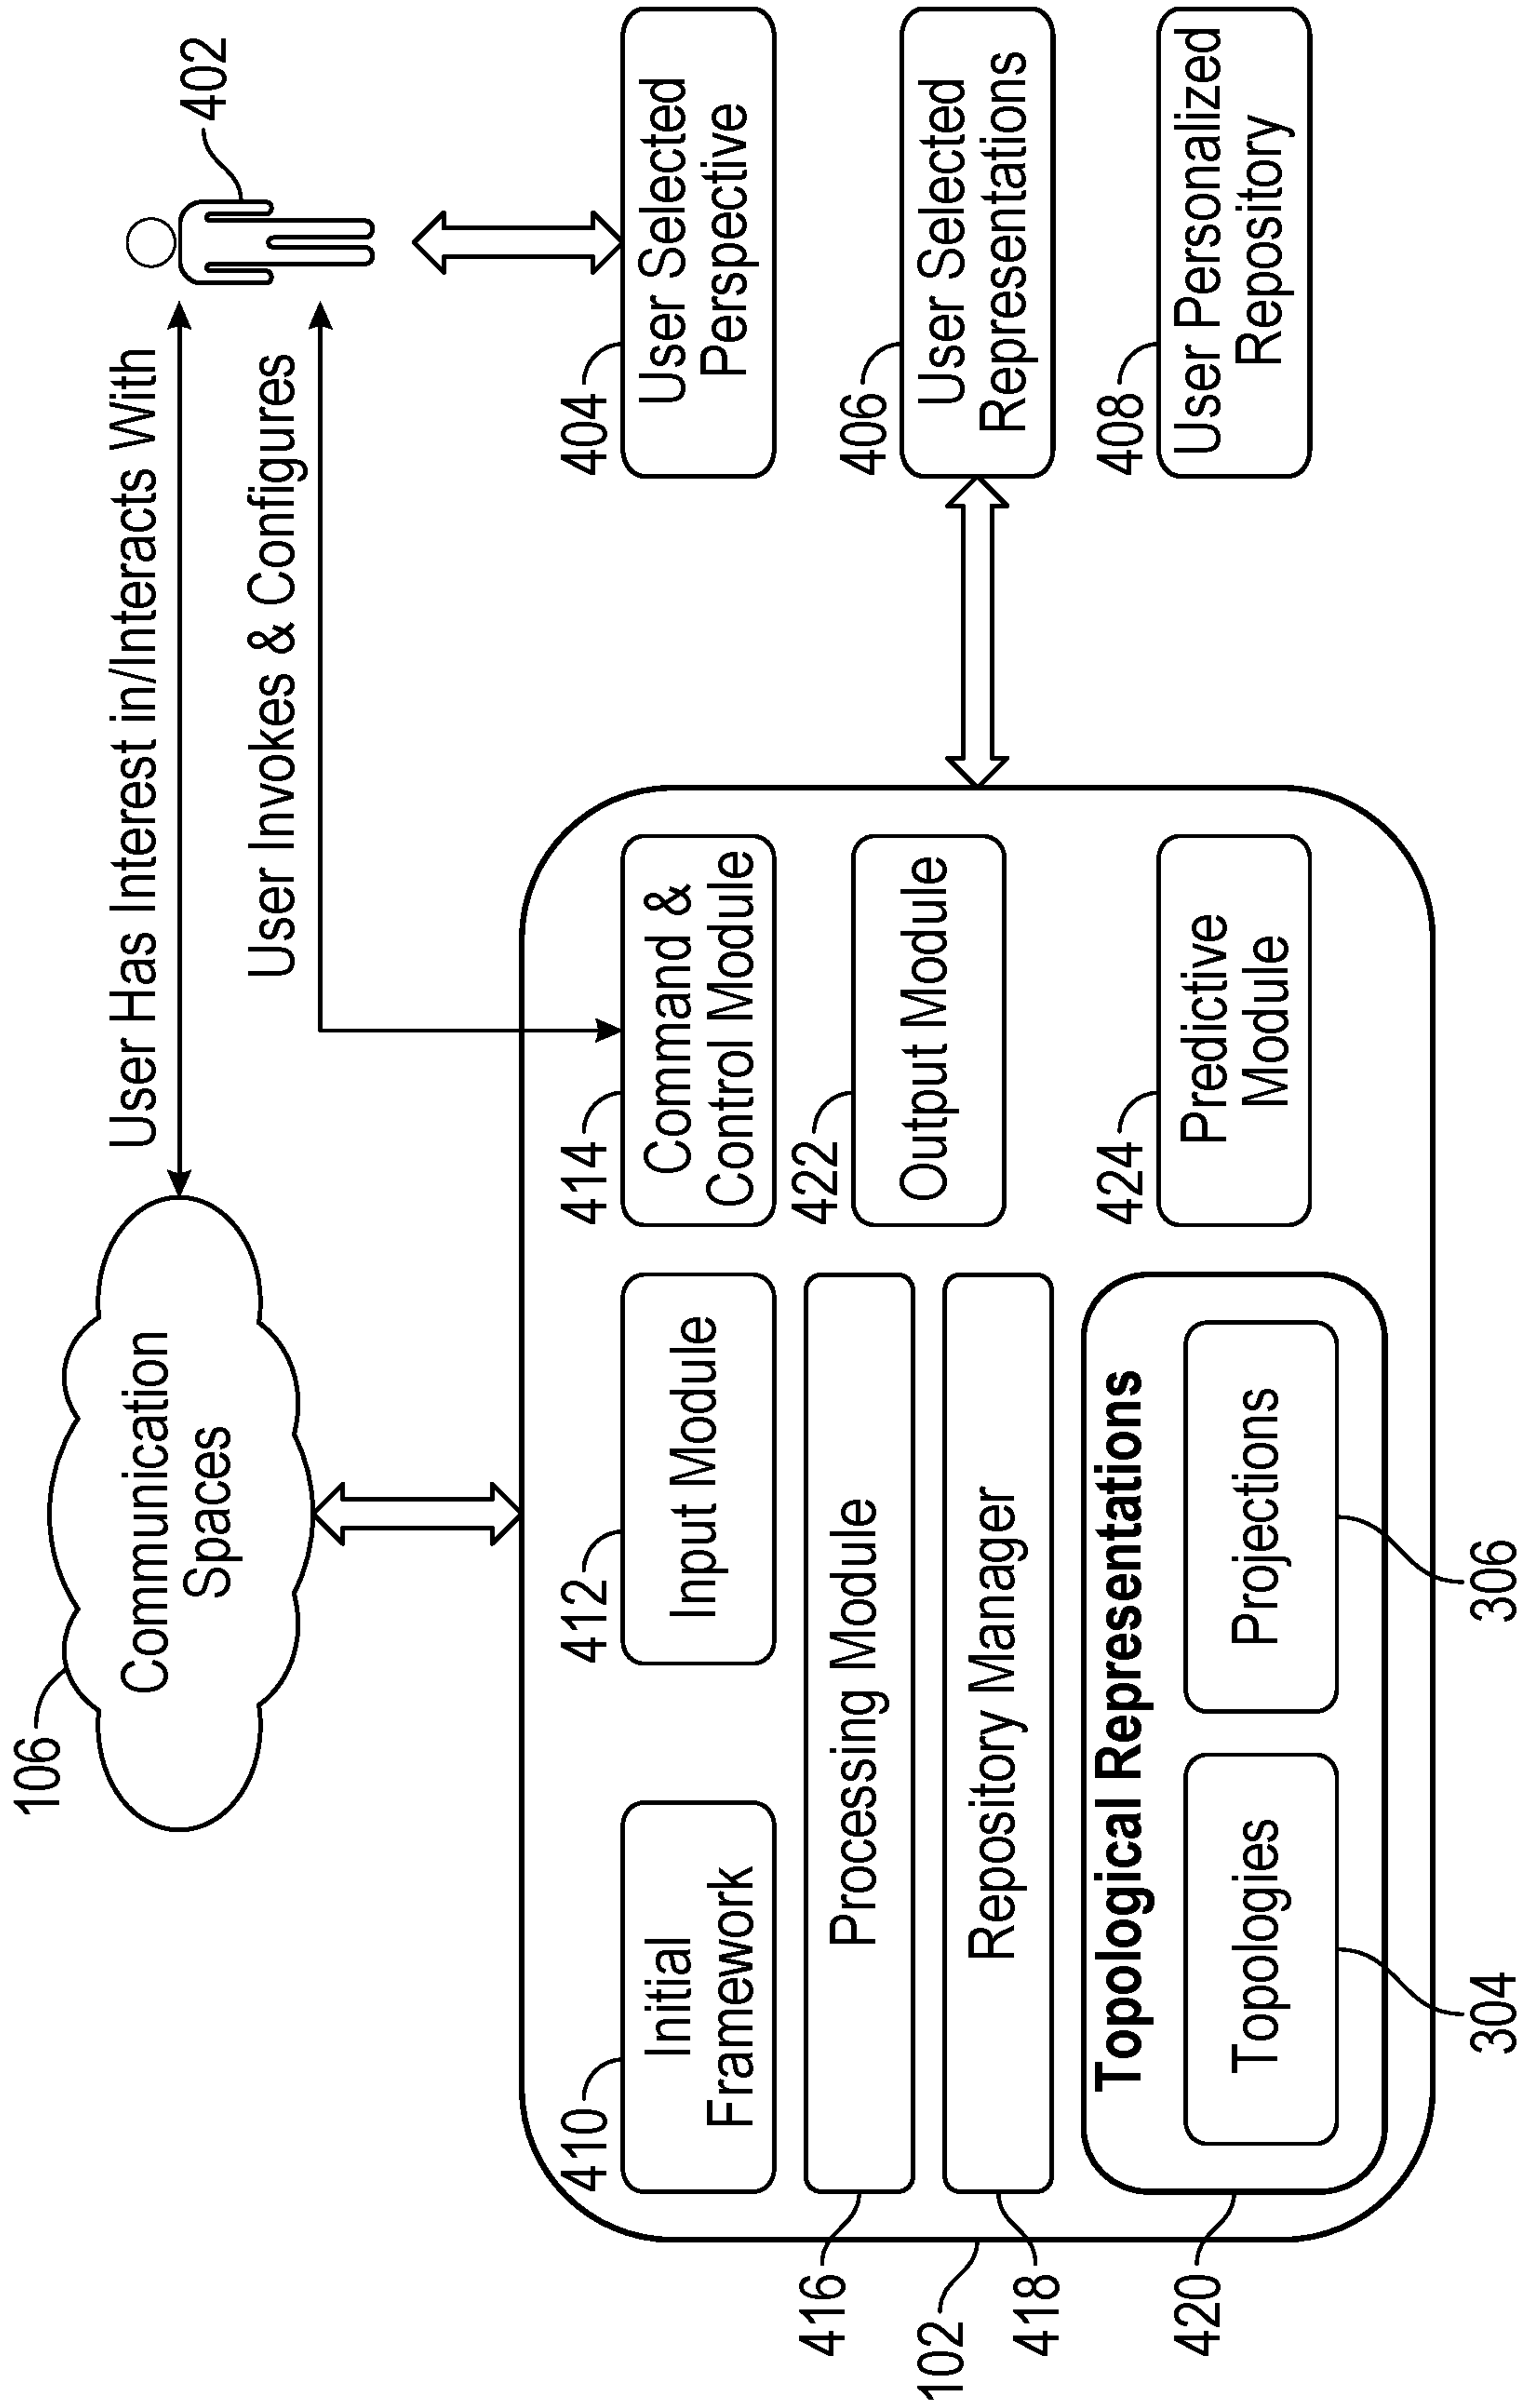 106
Communication
Spaces
User Has Interest in/Interacts With
402
User Invokes & Configures
410
Initial
Framework
412
Input Module
414
Command &
Control Module
404
User Selected
Perspective
416
Processing Module
422
Output Module
406
User Selected
Representations
102
418
Repository Manager
420
Topological Representations
Topologies
304
Projections
306
424
Predictive
Module
408
User Personalized
Repository